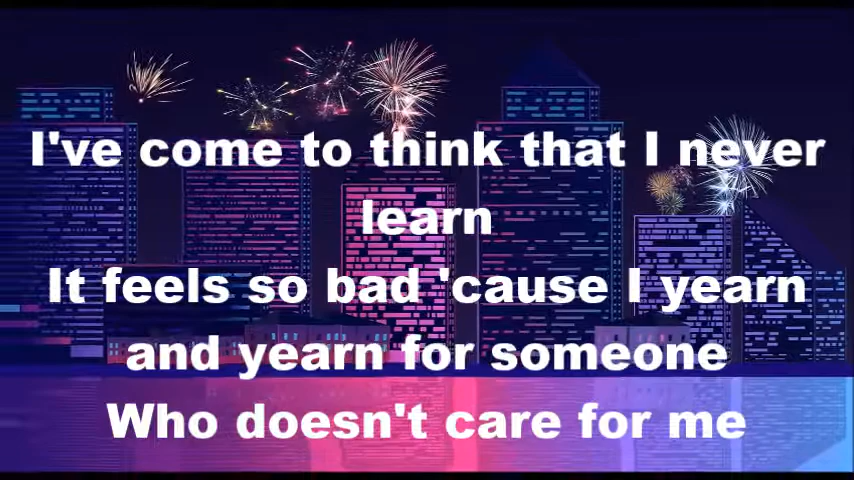 I've come to think that I never
learn
It feels so bad 'cause I yearn
and yearn for someone
Who doesn't care for me